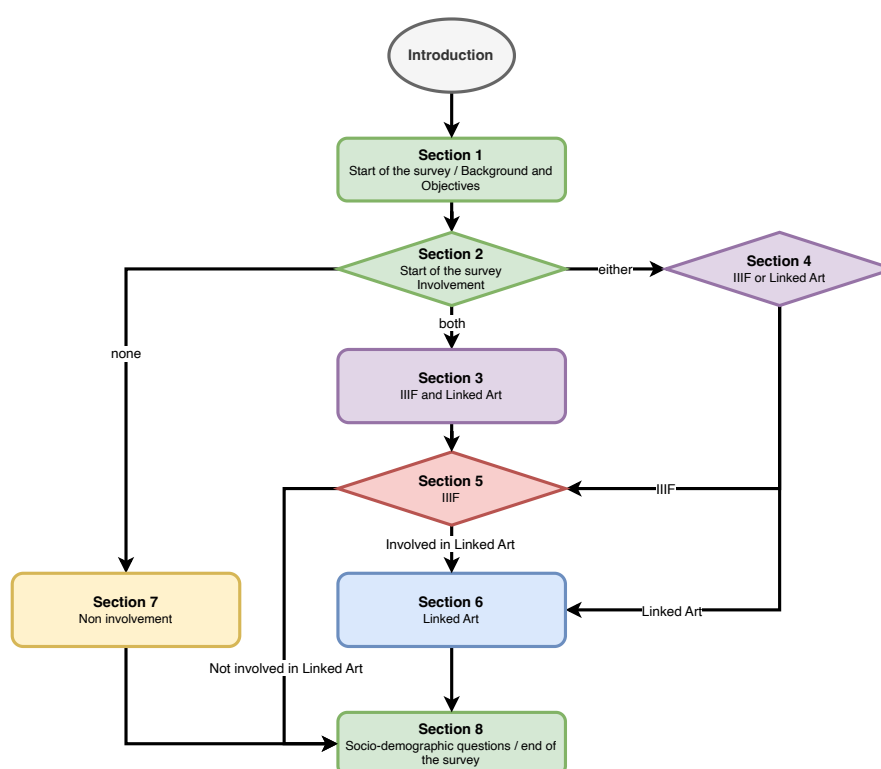 Introduction
Section 1
Start of the survey / Background and
Objectives
Section 2
Start of the survey
Involvement
either
Section 4
IIIF or Linked Art
both
none
Section 3
IIIF and Linked Art
Section 5
IIIF
IIIF
Involved in Linked Art
Section 7
Non involvement
Section 6
Linked Art
Linked Art
Not involved in Linked Art
Section 8
Socio-demographic questions / end of
the survey